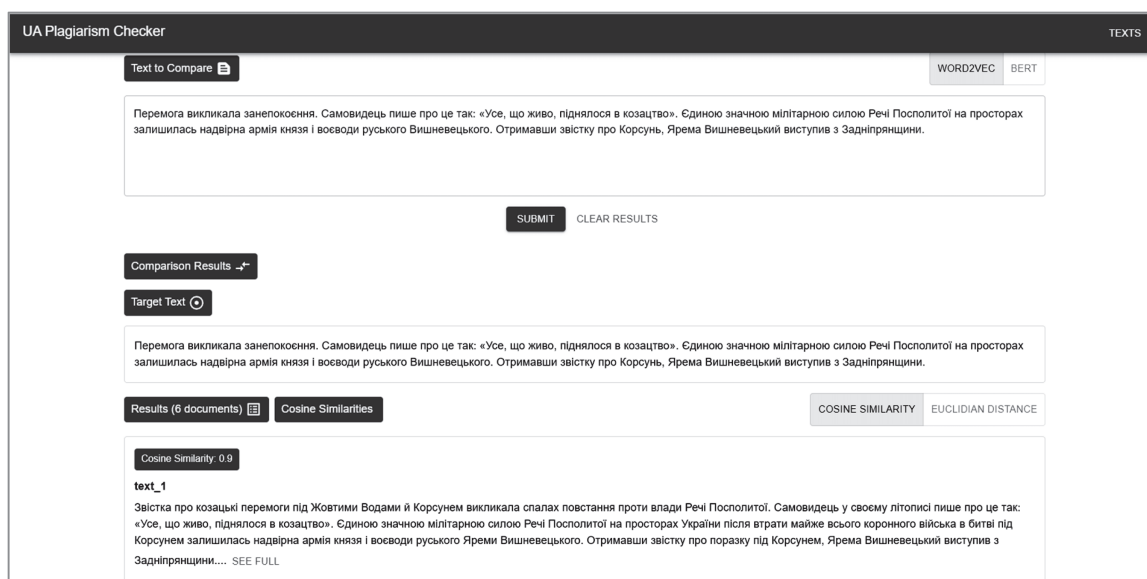 UA Plagiarism Checker TEXTS
Text to Compare WORD2VEC BERT
Перемога викликала занепокоєння. Самовидець пише про це так: «Усе, що живо, піднялося в козацтво». Єдиною значною мілітарною силою Речі Посполитої на просторах
залишилась надвірна армія князя і воєводи руського Вишневецького. Отримавши звістку про Корсунь, Ярема Вишневецький виступив з Задніпрянщини.
SUBMIT CLEAR RESULTS
Comparison Results
Target Text
Перемога викликала занепокоєння. Самовидець пише про це так: «Усе, що живо, піднялося в козацтво». Єдиною значною мілітарною силою Речі Посполитої на просторах
залишилась надвірна армія князя і воєводи руського Вишневецького. Отримавши звістку про Корсунь, Ярема Вишневецький виступив з Задніпрянщини.
Results (6 documents) Cosine Similarities COSINE SIMILARITY EUCLIDIAN DISTANCE
Cosine Similarity: 0.9
text_1
Звістка про козацькі перемоги під Жовтими Водами й Корсунем викликала спалах повстання проти влади Речі Посполитої. Самовидець у своєму літописі пише про це так:
«Усе, що живо, піднялося в козацтво». Єдиною значною мілітарною силою Речі Посполитої на просторах України після втрати майже всього коронного війська в битві під
Корсунем залишилась надвірна армія князя і воєводи руського Яреми Вишневецького. Отримавши звістку про поразку під Корсунем, Ярема Вишневецький виступив з
Задніпрянщини.... SEE FULL